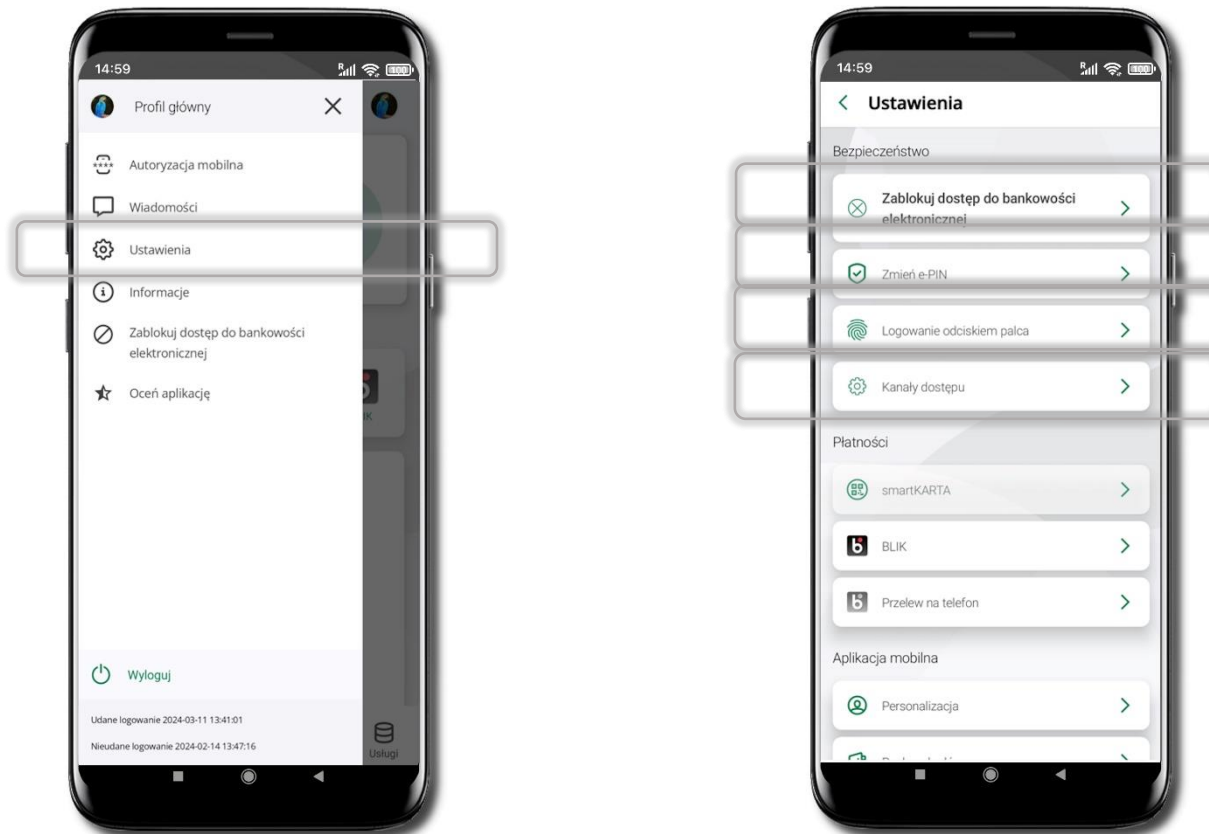 14:59
Profil główny
Autoryzacja mobilna
Wiadomości
Ustawienia
Informacje
Zablokuj dostęp do bankowości
elektronicznej
Oceń aplikację
Wyloguj
Udane logowanie 2024-03-11 13:41:01
Nieudane logowanie 2024-02-14 13:47:16
IK
Usługi
14:59
Ustawienia
Bezpieczeństwo
Zablokuj dostęp do bankowości
elektronicznej
Zmień e-PIN
Logowanie odciskiem palca
Kanały dostępu
Płatności
smartKARTA
BLIK
Przelew na telefon
Aplikacja mobilna
Personalizacja